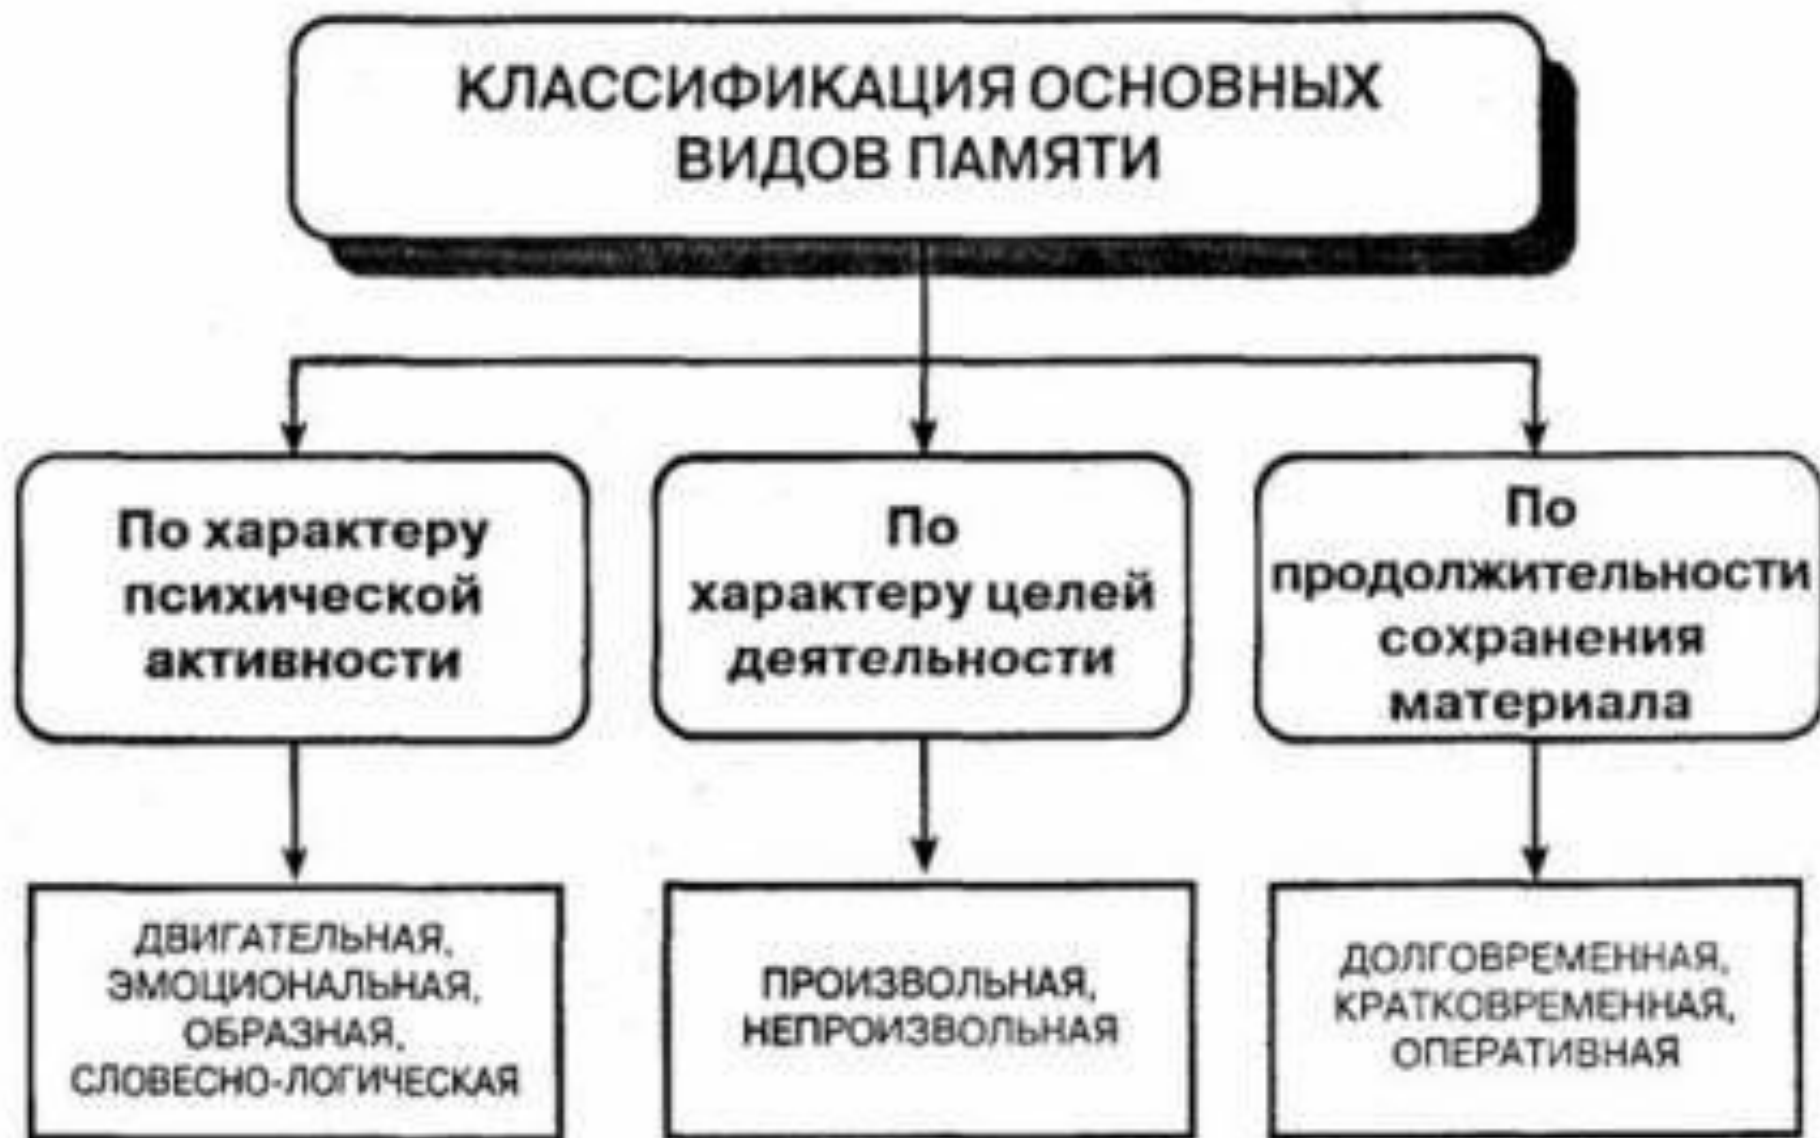 КЛАССИФИКАЦИЯ ОСНОВНЫХ
ВИДОВ ПАМЯТИ
По характеру
психической
активности
По
характеру целей
деятельности
По
продолжительности
сохранения
материала
ДВИГАТЕЛЬНАЯ,
ЭМОЦИОНАЛЬНАЯ,
ОБРАЗНАЯ,
СЛОВЕСНО-ЛОГИЧЕСКАЯ
ПРОИЗВОЛЬНАЯ,
НЕПРОИЗВОЛЬНАЯ
ДОЛГОВРЕМЕННАЯ,
КРАТКОВРЕМЕННАЯ,
ОПЕРАТИВНАЯ